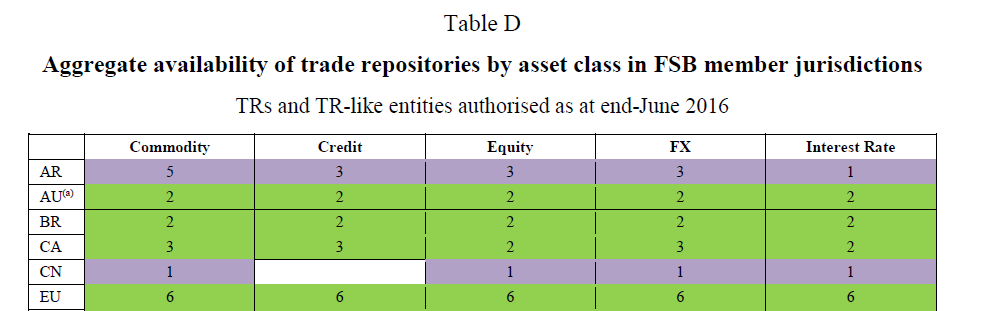 Table D
Aggregate availability of trade repositories by asset class in FSB member jurisdictions
TRs and TR-like entities authorised as at end-June 2016
Commodity Credit Equity FX Interest Rate
AR 5 3 3 3 1
AU(a) 2 2 2 2 2
BR 2 2 2 2 2
CA 3 3 2 3 2
CN 1 1 1 1
EU 6 6 6 6 6